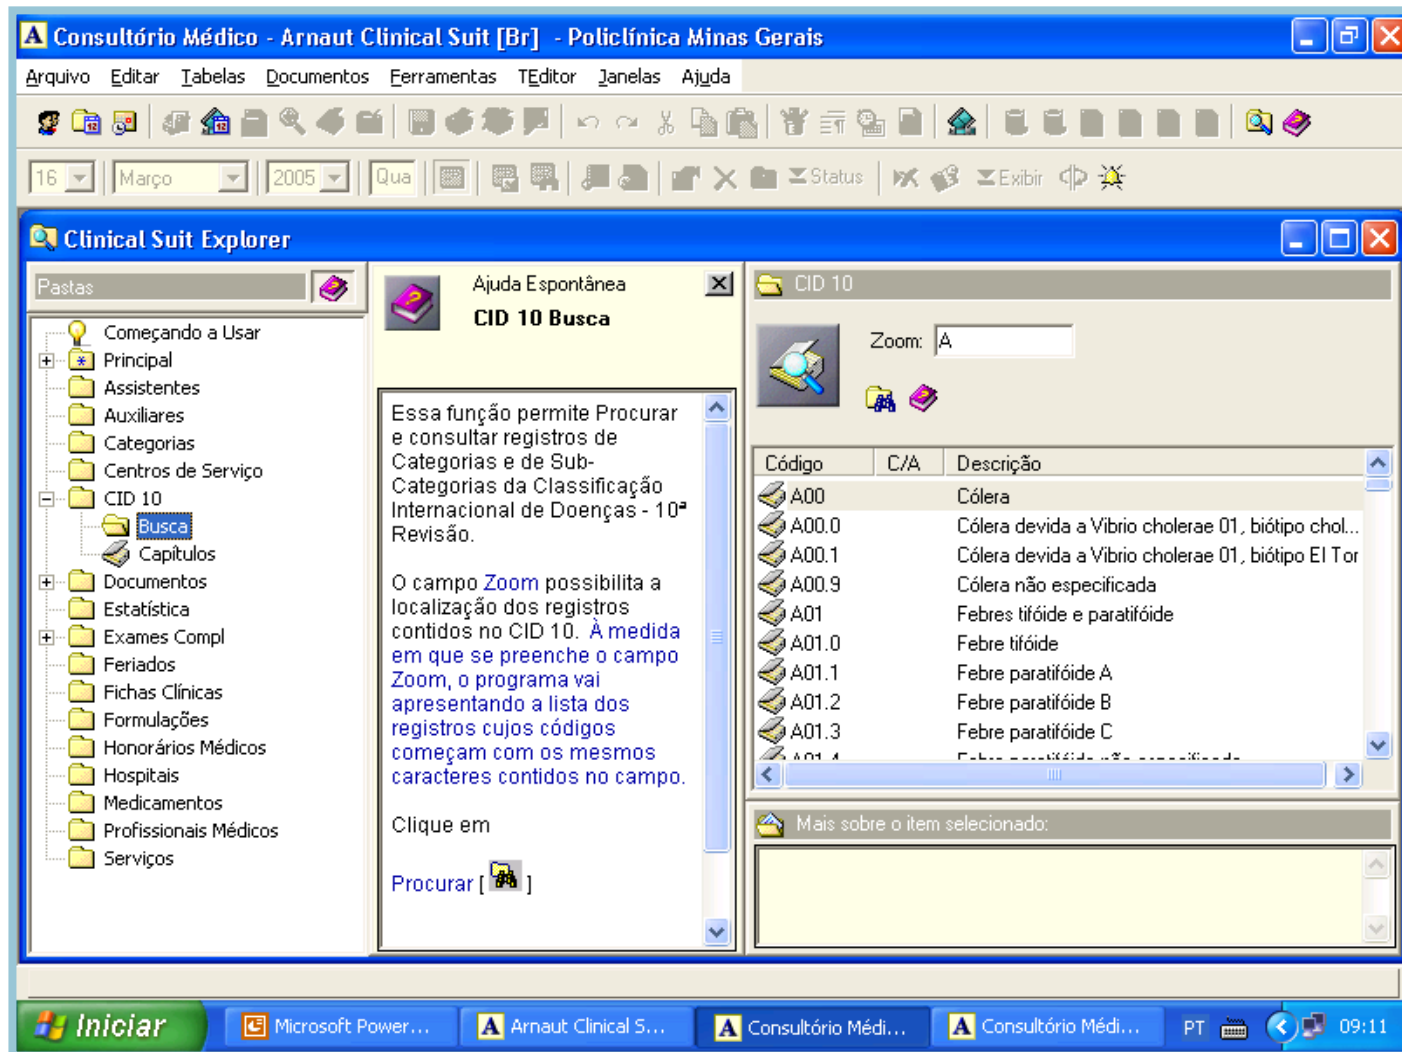 Consultório Médico - Arnaut Clinical Suit [Br] - Policlínica Minas Gerais
Arquivo Editar Tabelas Documentos Ferramentas TEditor Janelas Ajuda
16 Março 2005 Qua Status Exibir
Clinical Suit Explorer
Pastas
Começando a Usar
Principal
Assistentes
Auxiliares
Categorias
Centros de Serviço
CID 10
Busca
Capítulos
Documentos
Estatística
Exames Compl
Feriados
Fichas Clínicas
Formulações
Honorários Médicos
Hospitais
Medicamentos
Profissionais Médicos
Serviços
Ajuda Espontânea
CID 10 Busca
Essa função permite Procurar
e consultar registros de
Categorias e de Sub-
Categorias da Classificação
Internacional de Doenças - 10ª
Revisão.
O campo Zoom possibilita a
localização dos registros
contidos no CID 10. À medida
em que se preenche o campo
Zoom, o programa vai
apresentando a lista dos
registros cujos códigos
começam com os mesmos
caracteres contidos no campo.
Clique em
Procurar [ ]
CID 10
Zoom: A
Código C/A Descrição
A00 Cólera
A00.0 Cólera devida a Vibrio cholerae 01, biótipo chol...
A00.1 Cólera devida a Vibrio cholerae 01, biótipo El Tor
A00.9 Cólera não especificada
A01 Febres tifóide e paratifóide
A01.0 Febre tifóide
A01.1 Febre paratifóide A
A01.2 Febre paratifóide B
A01.3 Febre paratifóide C
A01.4 Febre paratifóide não especificada
Mais sobre o item selecionado:
Iniciar Microsoft Power... Arnaut Clinical S... Consultório Médi... Consultório Médi... PT 09:11